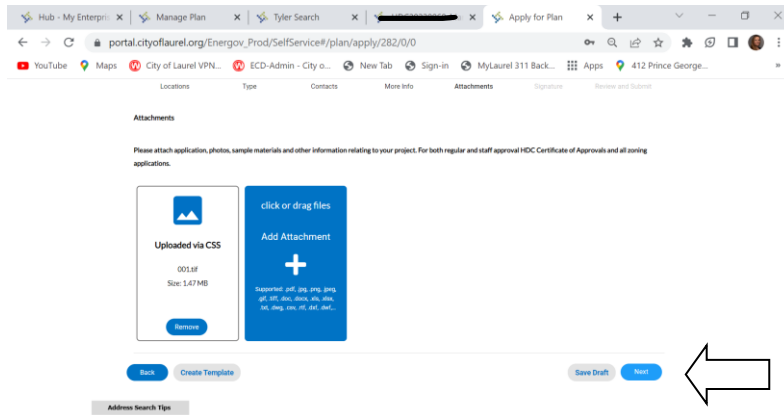 Hub - My Enterpris
Manage Plan
Tyler Search
Apply for Plan
portal.cityoflaurel.org/Energov_Prod/SelfService#/plan/apply/282/0/0
YouTube Maps City of Laurel VPN... ECD-Admin - City o... New Tab Sign-in MyLaurel 311 Back... Apps 412 Prince George... »
Locations Type Contacts More Info Attachments Signature Review and Submit
Attachments
Please attach application, photos, sample materials and other information relating to your project. For both regular and staff approval HDC Certificate of Approvals and all zoning
applications.
Uploaded via CSS
001.tif
Size: 1.47 MB
Remove
click or drag files
Add Attachment
Supported: .pdf, .jpg, .png, .jpeg,
.gif, .tiff, .doc, .docx, .xls, .xlsx,
.txt, .dwg, .csv, .rtf, .dxf, .dwf,...
Back Create Template Save Draft Next
Address Search Tips